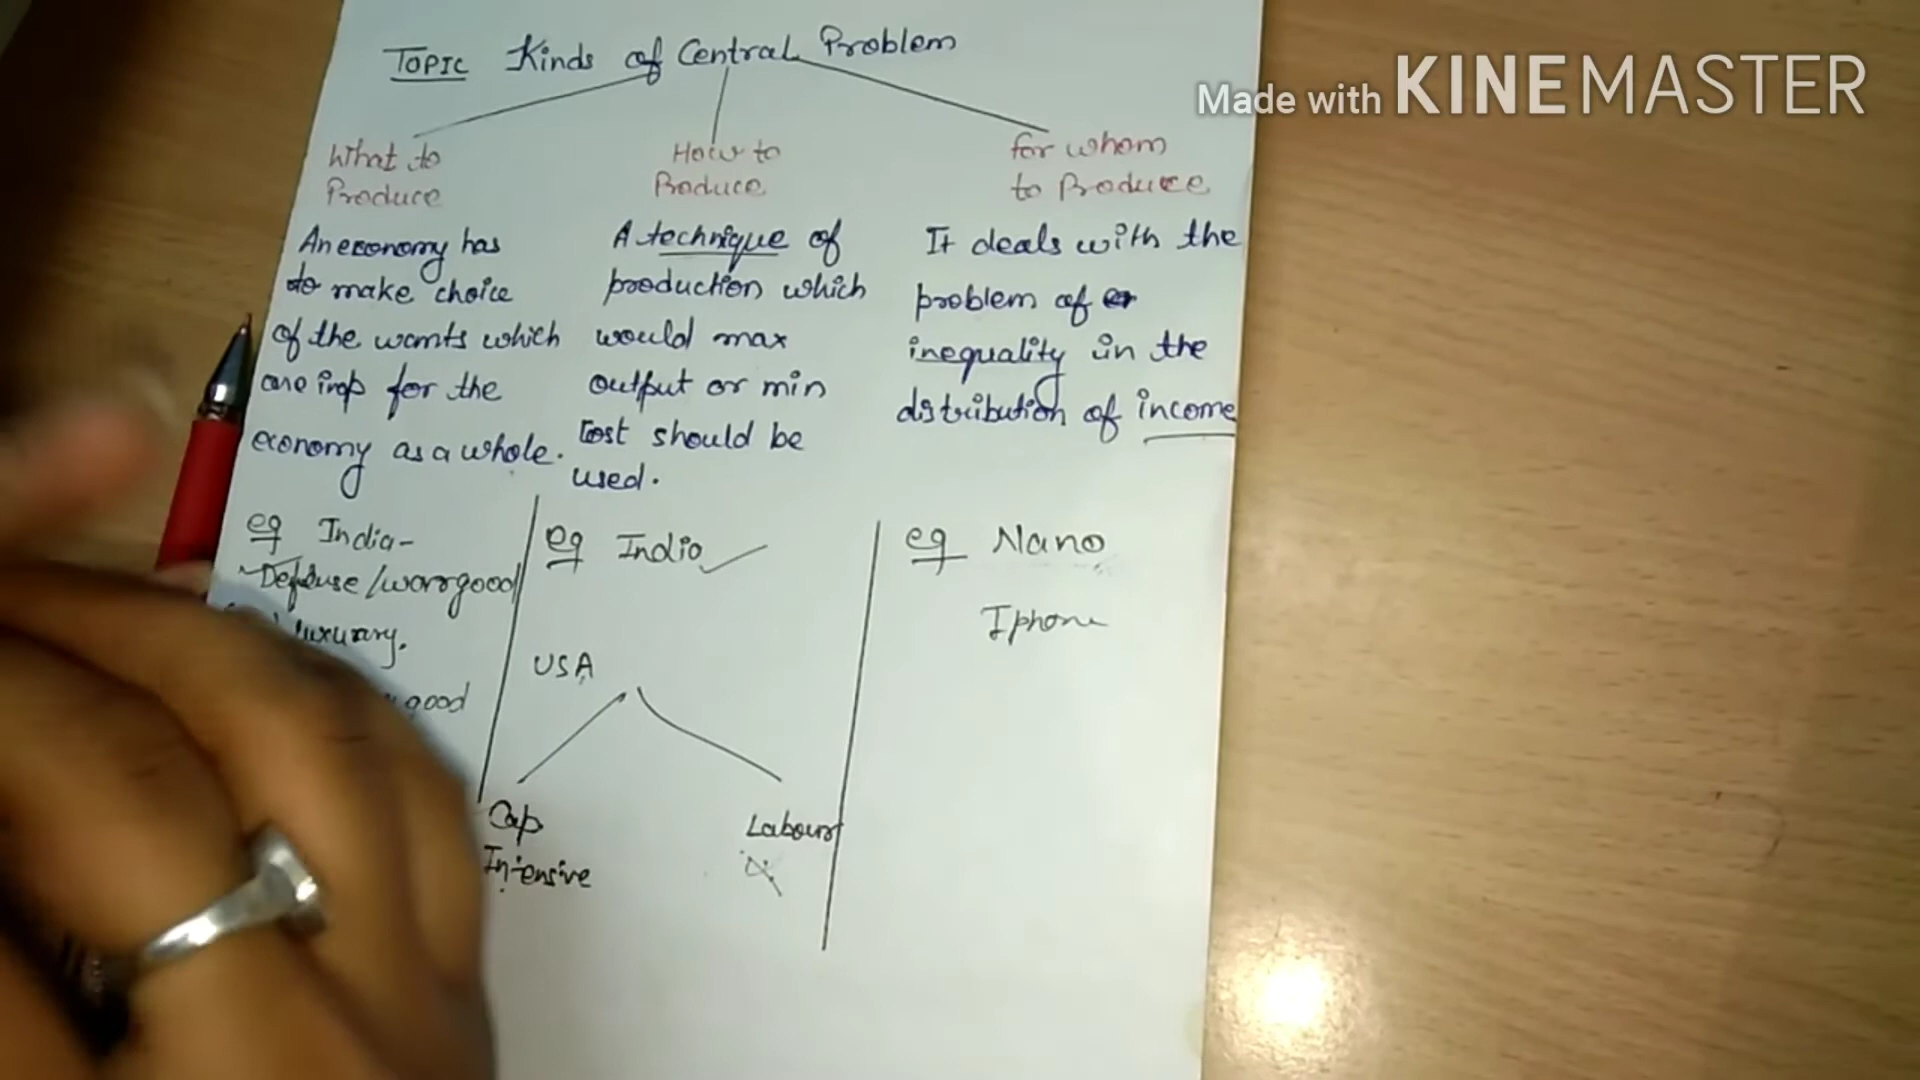 TOPIC Kinds of Central Problem
Made with KINEMASTER
What to
Produce
An economy has
to make choice
of the wants which
are imp for the
economy as a whole.
eg India-
Defense/wargood
luxurary.
good
How to
Produce
A technique of
production which
would max
output or min
Cost should be
used.
eg India
USA
Cap
Intensive
Labour
for whom
to Produce
It deals with the
problem of
inequality in the
distribution of income
eg Nano
Iphone